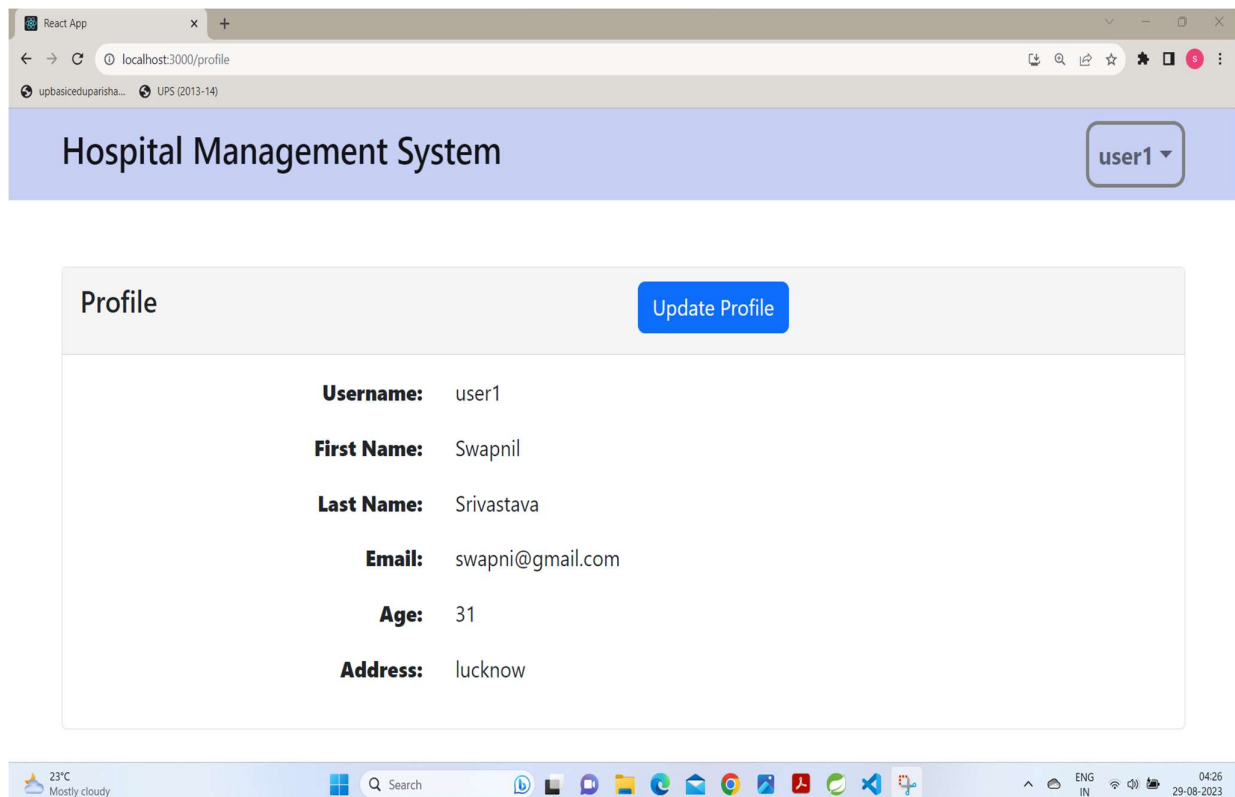 React App
localhost:3000/profile
S
upbasiceduparisha... UPS (2013-14)
Hospital Management System
user1
Profile
Update Profile
Username: user1
First Name: Swapnil
Last Name: Srivastava
Email: swapni@gmail.com
Age: 31
Address: lucknow
23°C
Mostly cloudy
Search
ENG
IN
04:26
29-08-2023